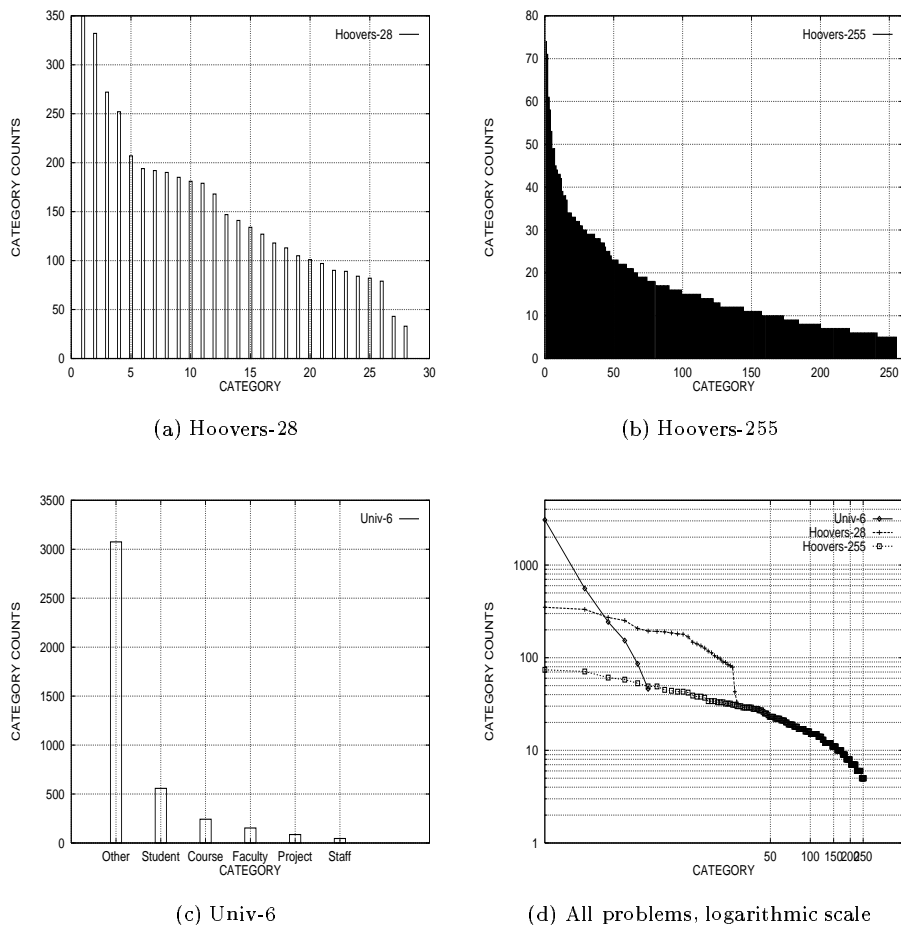 350
300
250
200
150
100
50
0
CATEGORY COUNTS
Hoovers-28
0 5 10 15 20 25 30
CATEGORY
(a) Hoovers-28
80
70
60
50
40
30
20
10
0
CATEGORY COUNTS
Hoovers-255
0 50 100 150 200 250
CATEGORY
(b) Hoovers-255
3500
3000
2500
2000
1500
1000
500
0
CATEGORY COUNTS
Univ-6
Other Student Course Faculty Project Staff
CATEGORY
(c) Univ-6
1000
100
10
1
CATEGORY COUNTS
Univ-6
Hoovers-28
Hoovers-255
50 100 150 200 250
CATEGORY
(d) All problems, logarithmic scale